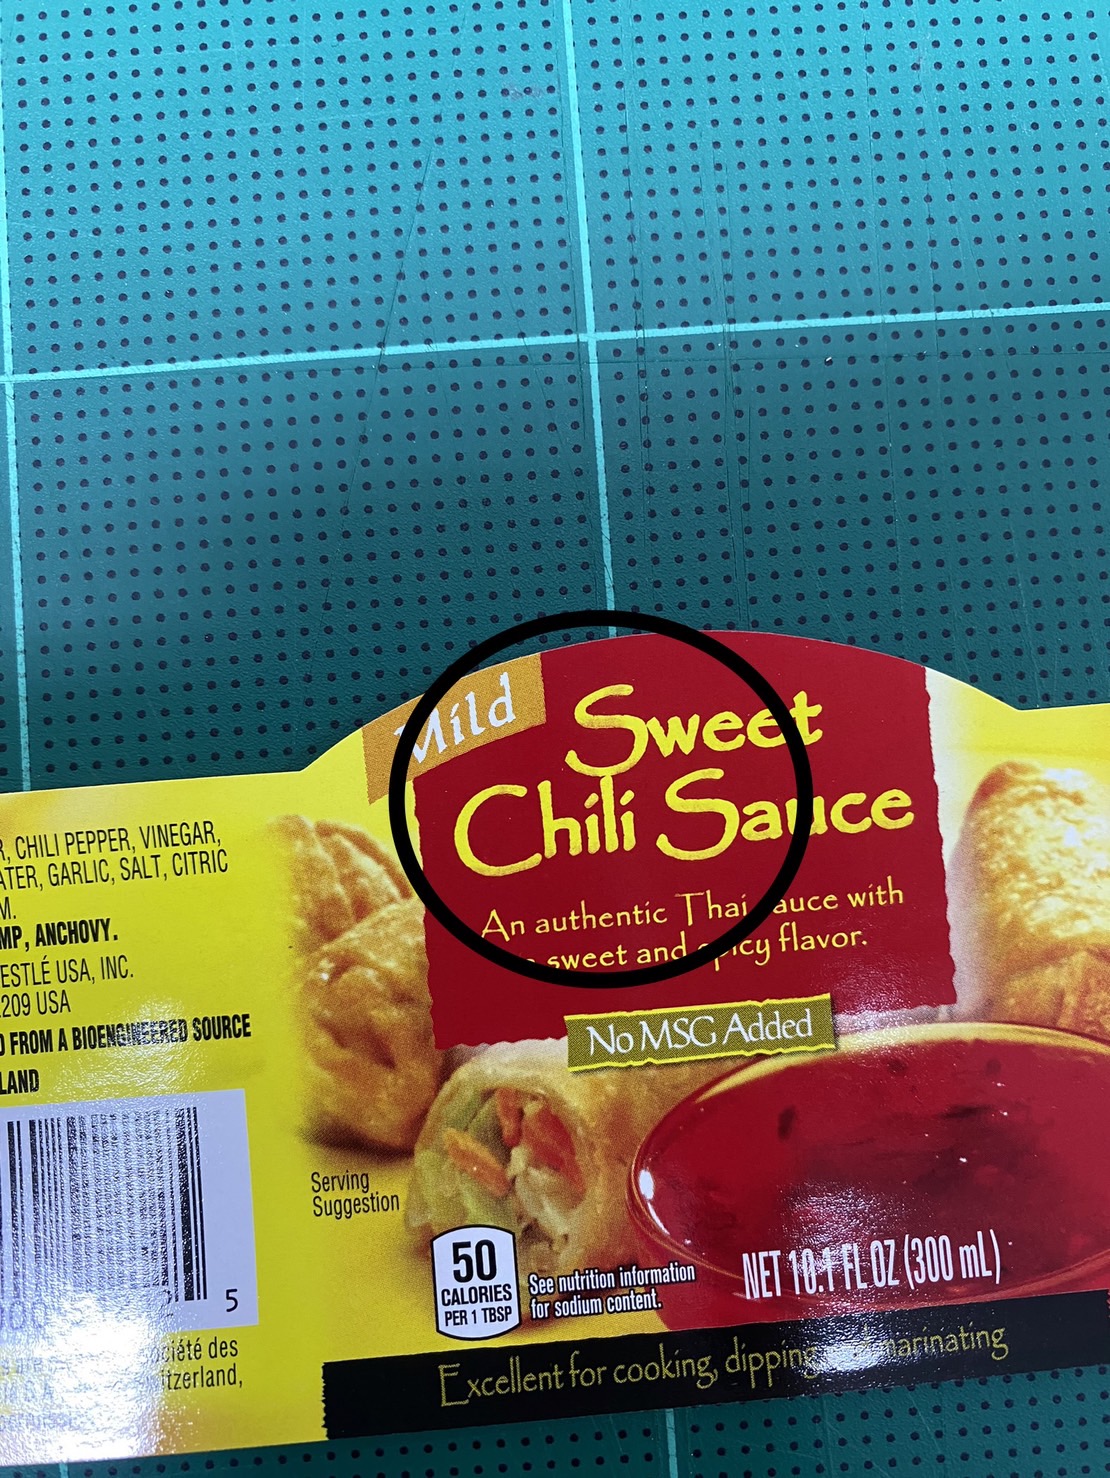 R, CHILI PEPPER, VINEGAR,
ATER, GARLIC, SALT, CITRIC
M.
MP, ANCHOVY.
ESTLÉ USA, INC.
209 USA
FROM A BIOENGINEERED SOURCE
LAND
5
ciété des
itzerland,
Mild
Sweet
Chili Sauce
An authentic Thai sauce with
sweet and spicy flavor.
No MSG Added
Serving
Suggestion
50
CALORIES
PER 1 TBSP
See nutrition information
for sodium content.
NET 10.1 FL OZ (300 mL)
Excellent for cooking, dipping marinating